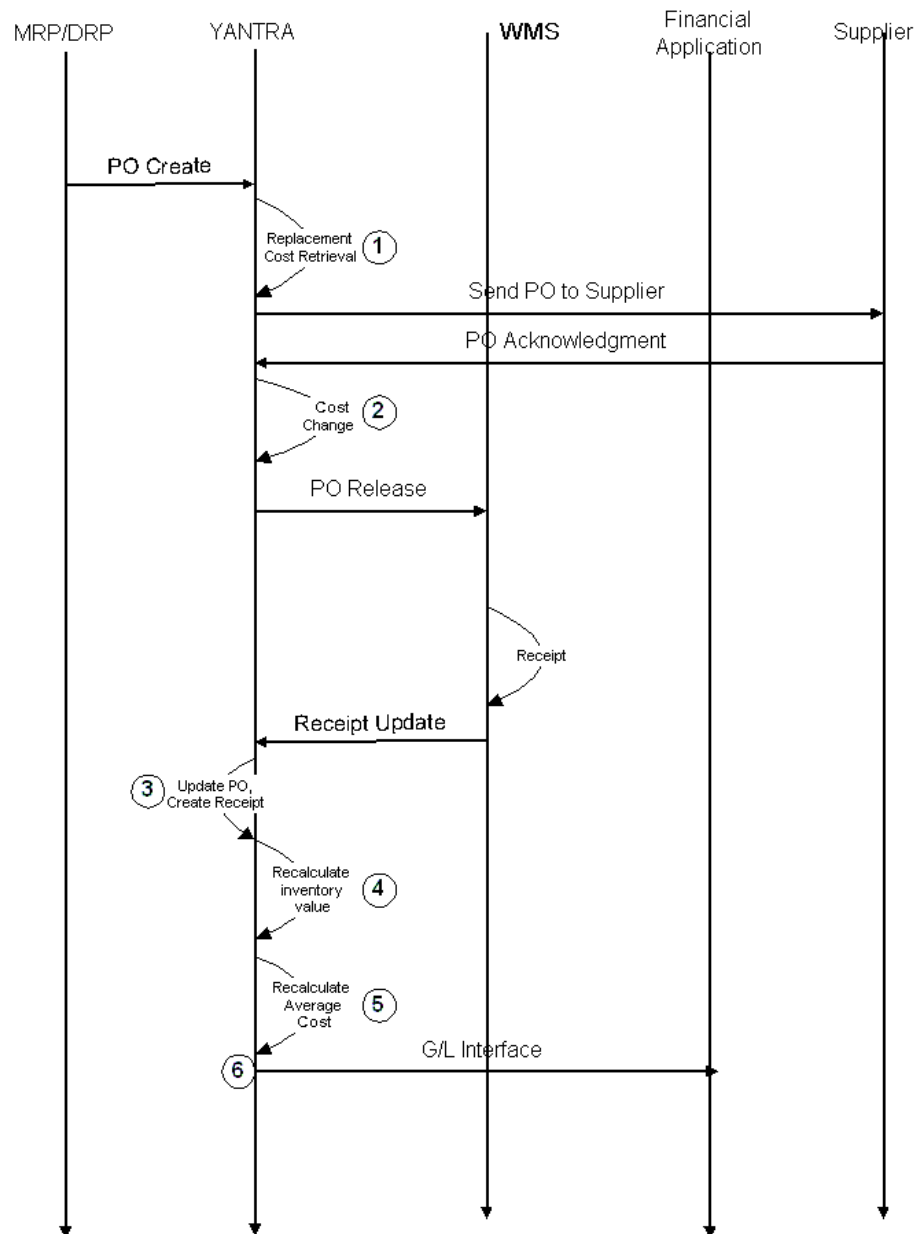 MRP/DRP
YANTRA
WMS
Financial
Application
Supplier
PO Create
Replacement
Cost Retrieval
1
Send PO to Supplier
PO Acknowledgment
Cost
Change
2
PO Release
Receipt
Receipt Update
3
Update PO,
Create Receipt
Recalculate
inventory
value
4
Recalculate
Average
Cost
5
G/L Interface
6